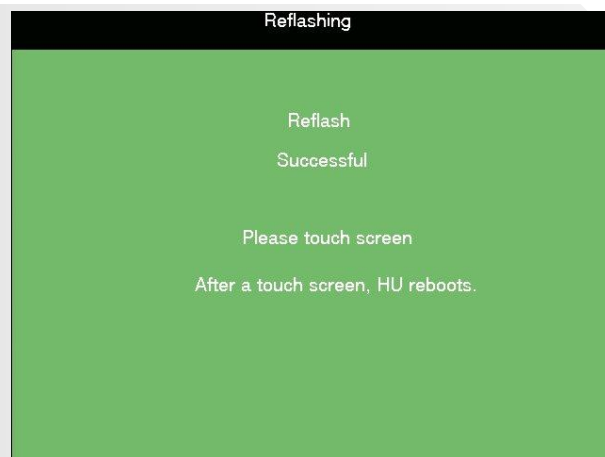 Reflashing
Reflash
Successful
Please touch screen
After a touch screen, HU reboots.